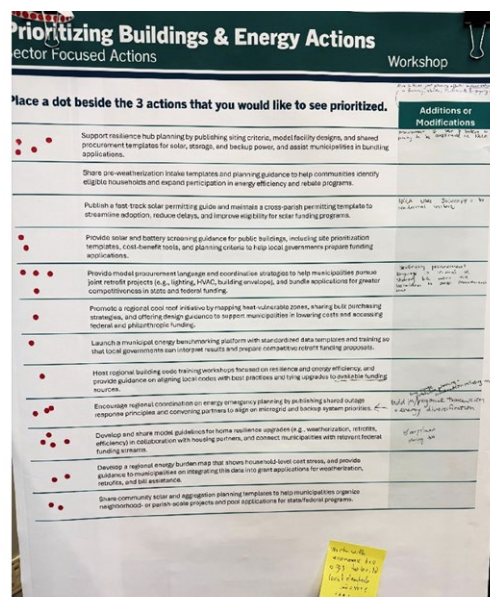 Prioritizing Buildings & Energy Actions
ector Focused Actions
Workshop
Place a dot beside the 3 actions that you would like to see prioritized.
Additions or
Modifications
Support resilience hub planning by publishing siting criteria, model facility designs, and shared
procurement templates for solar, storage, and backup power, and assist municipalities in bundling
applications.
Share pre-weatherization intake templates and planning guidance to help communities identify
eligible households and expand participation in energy efficiency and rebate programs.
Publish a fast-track solar permitting guide and maintain a cross-parish permitting template to
streamline adoption, reduce delays, and improve eligibility for solar funding programs.
Provide solar and battery screening guidance for public buildings, including site prioritization
templates, cost-benefit tools, and planning criteria to help local governments prepare funding
applications.
Provide model procurement language and coordination strategies to help municipalities pursue
joint retrofit projects (e.g., lighting, HVAC, building envelope), and bundle applications for greater
competitiveness in state and federal funding.
Promote a regional cool roof initiative by mapping heat-vulnerable zones, sharing bulk purchasing
strategies, and offering design guidance to support municipalities in lowering costs and accessing
federal and philanthropic funding.
Launch a municipal energy benchmarking platform with standardized data templates and training so
that local governments can interpret results and prepare competitive retrofit funding proposals.
Host regional building code training workshops focused on resilience and energy efficiency, and
provide guidance on aligning local codes with best practices and tying upgrades to available funding
sources.
Encourage regional coordination on energy emergency planning by publishing shared outage
response principles and convening partners to align on microgrid and backup system priorities.
Develop and share model guidelines for home resilience upgrades (e.g., weatherization, retrofits,
efficiency) in collaboration with housing partners, and connect municipalities with relevant federal
funding streams.
Develop a regional energy burden map that shows household-level cost stress, and provide
guidance to municipalities on integrating this data into grant applications for weatherization,
retrofits, and bill assistance.
Share community solar and aggregation planning templates to help municipalities organize
neighborhood- or parish-scale projects and pool applications for state/federal programs.
work with
economic
to build
local